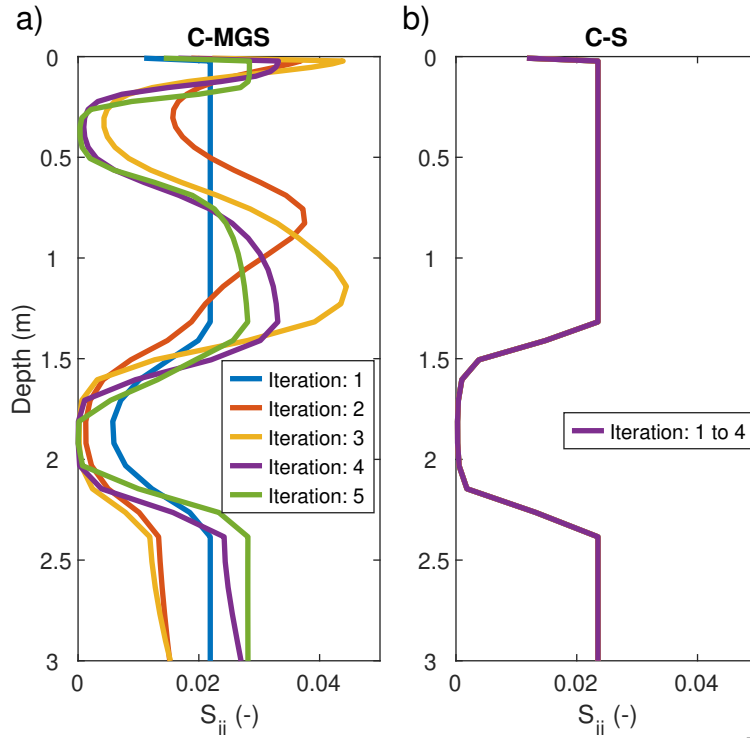 a)
C-MGS
0
0.5
1
1.5
2
2.5
3
Depth (m)
0
0.02
0.04
S_ii (-)
Iteration: 1
Iteration: 2
Iteration: 3
Iteration: 4
Iteration: 5
b)
C-S
0
0.5
1
1.5
2
2.5
3
0
0.02
0.04
S_ii (-)
Iteration: 1 to 4